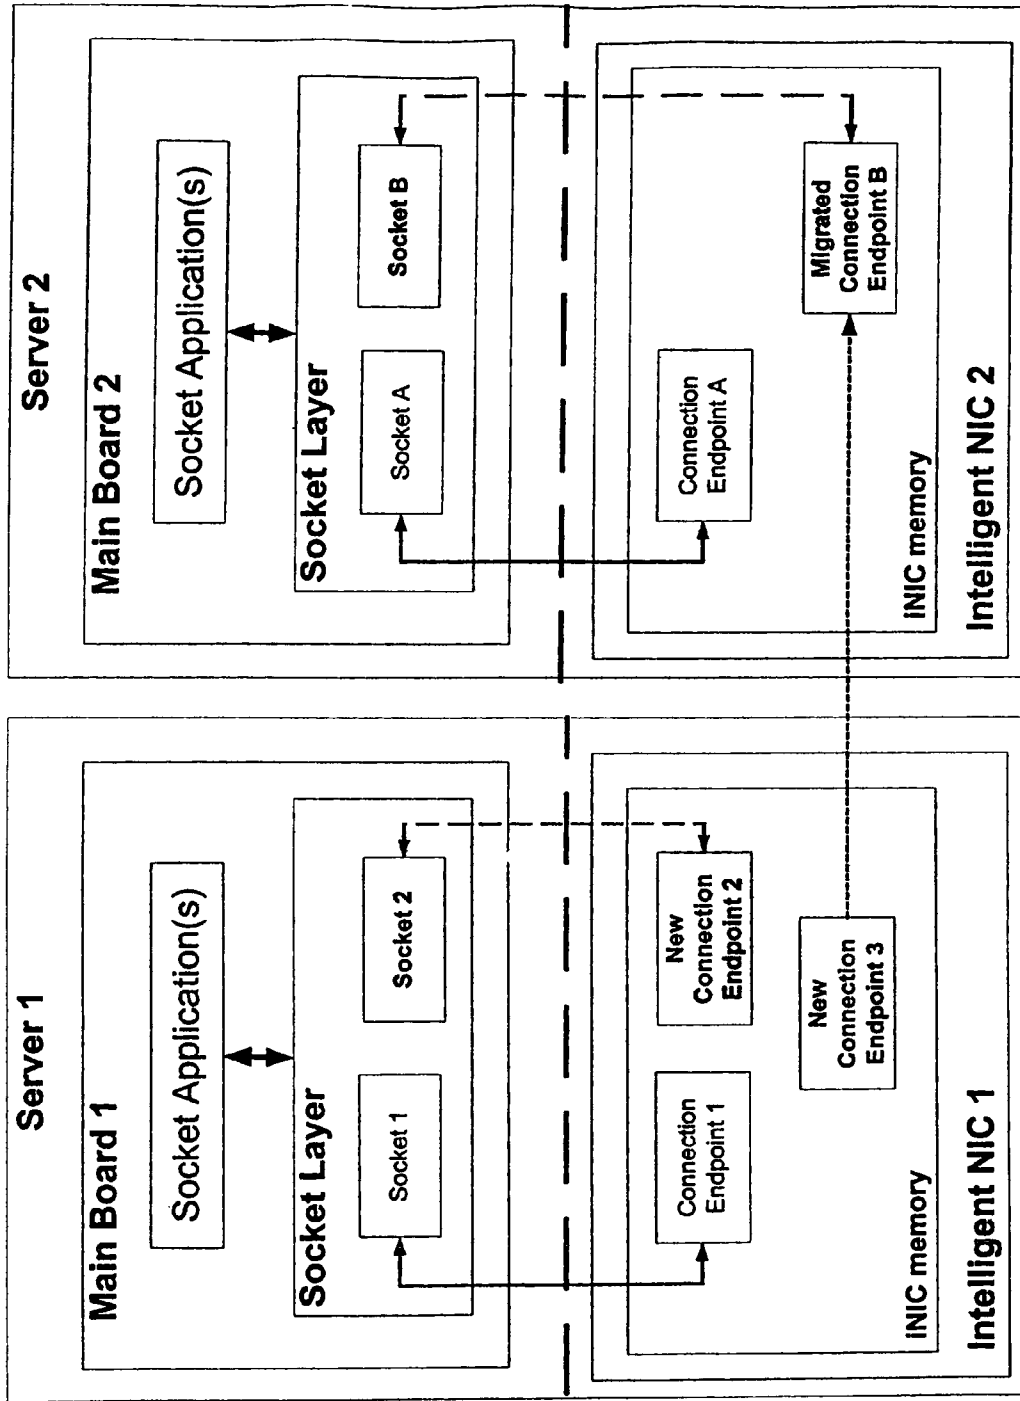 Server 1
Main Board 1
Socket Application(s)
Socket Layer
Socket 1
Socket 2
Connection
Endpoint 1
New
Connection
Endpoint 2
New
Connection
Endpoint 3
iNIC memory
Intelligent NIC 1
Server 2
Main Board 2
Socket Application(s)
Socket Layer
Socket A
Socket B
Connection
Endpoint A
Migrated
Connection
Endpoint B
iNIC memory
Intelligent NIC 2